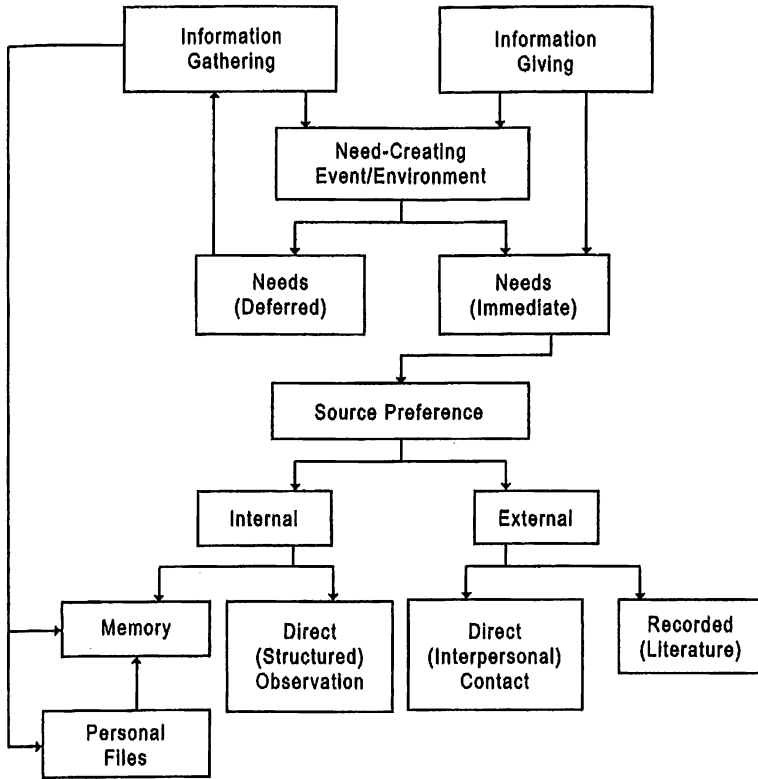 Information
Gathering
Information
Giving
Need-Creating
Event/Environment
Needs
(Deferred)
Needs
(Immediate)
Source Preference
Internal
External
Memory
Direct
(Structured)
Observation
Direct
(Interpersonal)
Contact
Recorded
(Literature)
Personal
Files